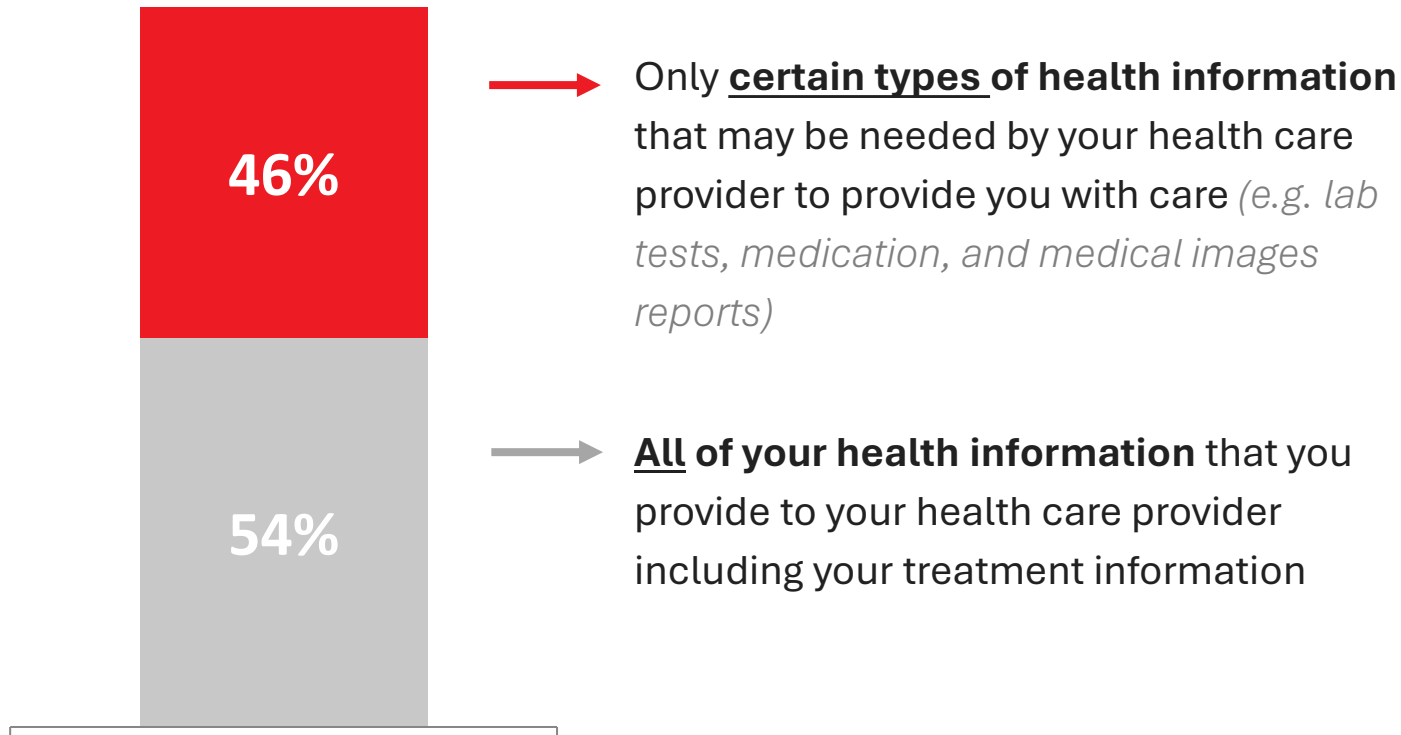 46%
Only certain types of health information
that may be needed by your health care
provider to provide you with care (e.g. lab
tests, medication, and medical images
reports)
54%
All of your health information that you
provide to your health care provider
including your treatment information